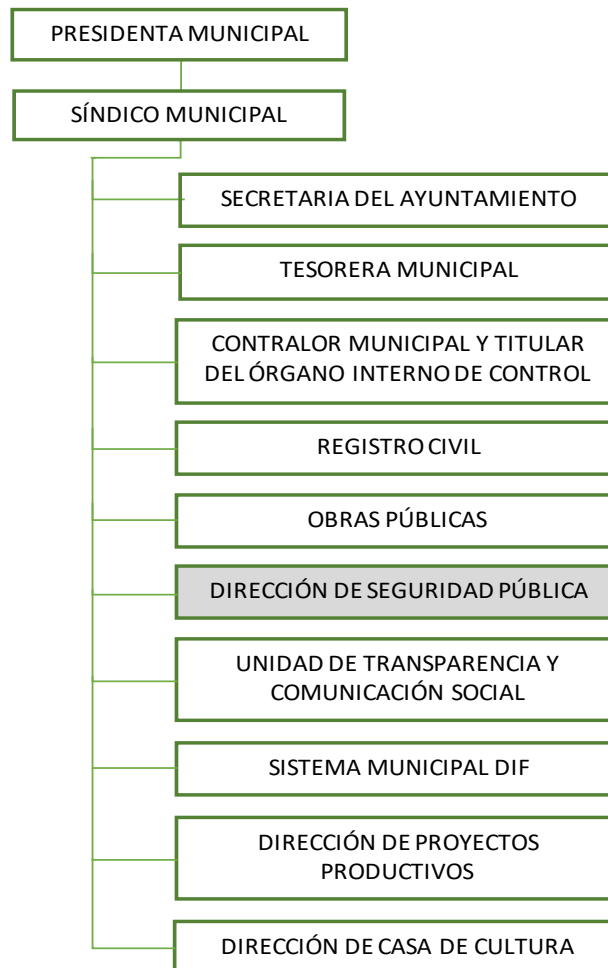 PRESIDENTA MUNICIPAL
SÍNDICO MUNICIPAL
SECRETARIA DEL AYUNTAMIENTO
TESORERA MUNICIPAL
CONTRALOR MUNICIPAL Y TITULAR
DEL ÓRGANO INTERNO DE CONTROL
REGISTRO CIVIL
OBRAS PÚBLICAS
DIRECCIÓN DE SEGURIDAD PÚBLICA
UNIDAD DE TRANSPARENCIA Y
COMUNICACIÓN SOCIAL
SISTEMA MUNICIPAL DIF
DIRECCIÓN DE PROYECTOS
PRODUCTIVOS
DIRECCIÓN DE CASA DE CULTURA